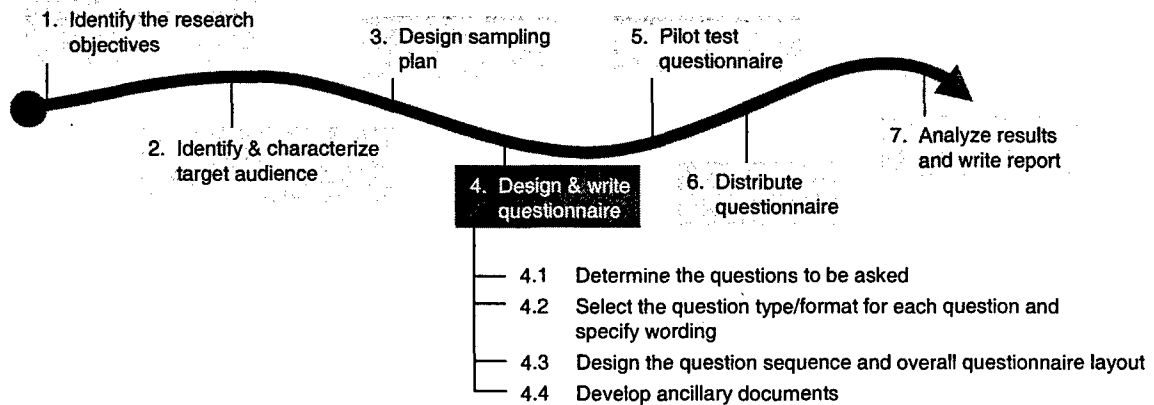 1. Identify the research
objectives
2. Identify & characterize
target audience
3. Design sampling
plan
4. Design & write
questionnaire
4.1 Determine the questions to be asked
4.2 Select the question type/format for each question and
specify wording
4.3 Design the question sequence and overall questionnaire layout
4.4 Develop ancillary documents
5. Pilot test
questionnaire
6. Distribute
questionnaire
7. Analyze results
and write report